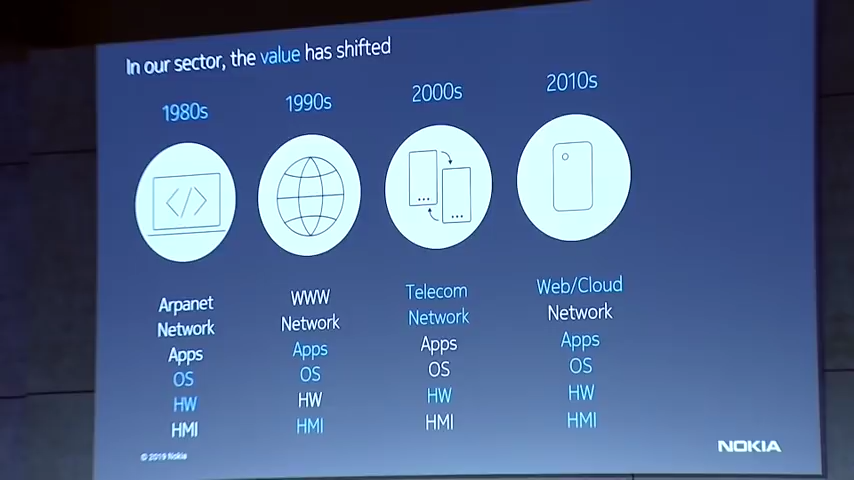 In our sector, the value has shifted
1980s
1990s
2000s
2010s
</>
Arpanet
Network
Apps
OS
HW
HMI
WWW
Network
Apps
OS
HW
HMI
Telecom
Network
Apps
OS
HW
HMI
Web/Cloud
Network
Apps
OS
HW
HMI
© 2019 Nokia
NOKIA